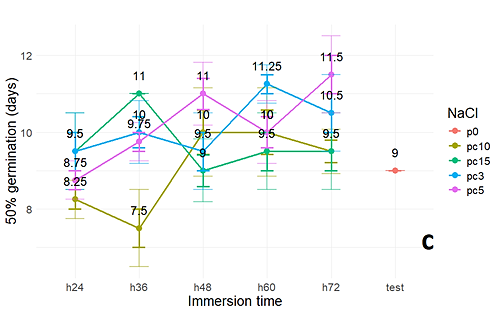 12
10
8
50% germination (days)
11.25
11.5
11
11
10.5
9.75
10
10
10
9.5
9.5
9.5
9.5
9
9
8.75
8.25
7.5
NaCl
p0
pc10
pc15
pc3
pc5
C
h24 h36 h48 h60 h72 test
Immersion time